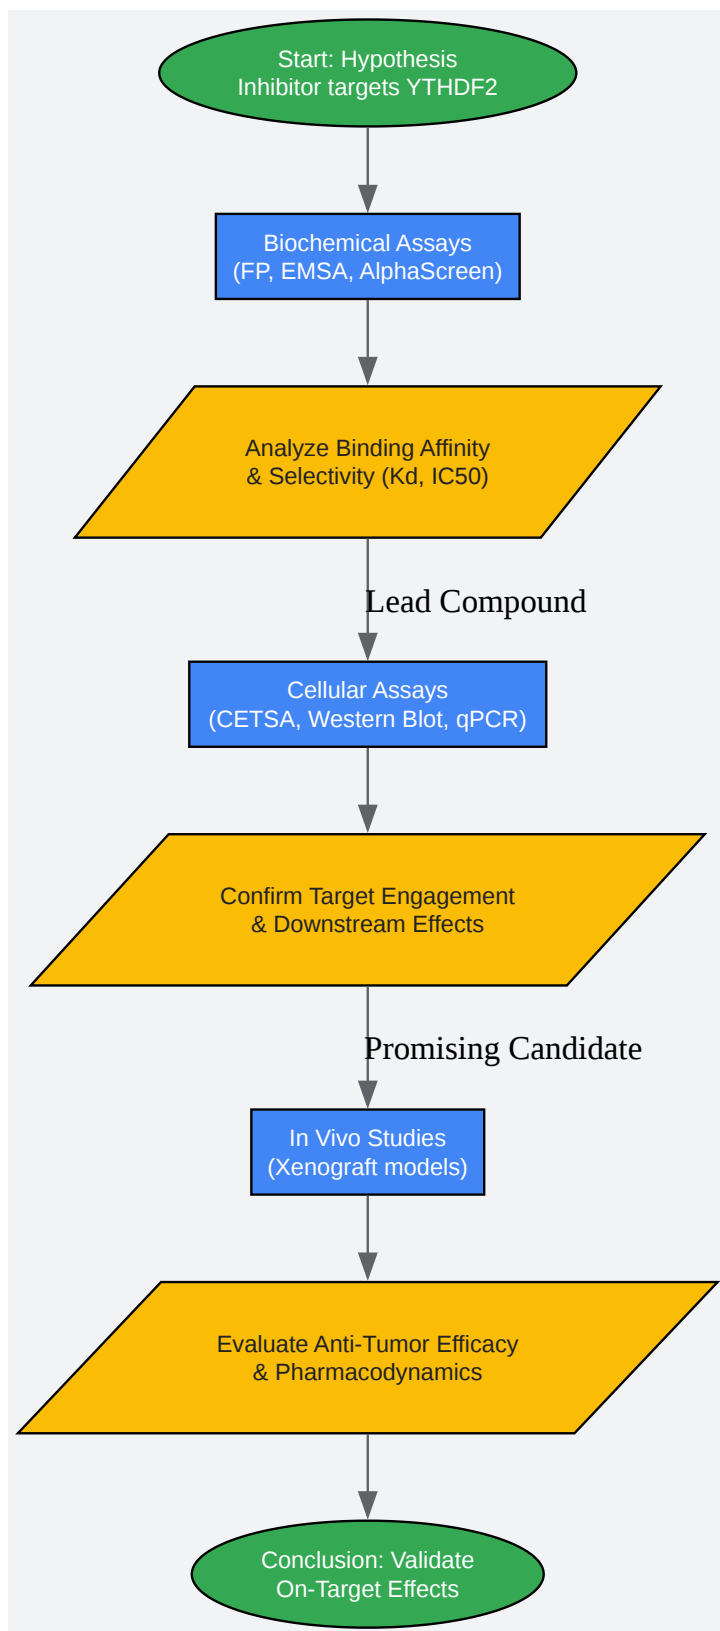 Start: Hypothesis
Inhibitor targets YTHDF2
Biochemical Assays
(FP, EMSA, AlphaScreen)
Analyze Binding Affinity
& Selectivity (Kd, IC50)
Lead Compound
Cellular Assays
(CETSA, Western Blot, qPCR)
Confirm Target Engagement
& Downstream Effects
Promising Candidate
In Vivo Studies
(Xenograft models)
Evaluate Anti-Tumor Efficacy
& Pharmacodynamics
Conclusion: Validate
On-Target Effects